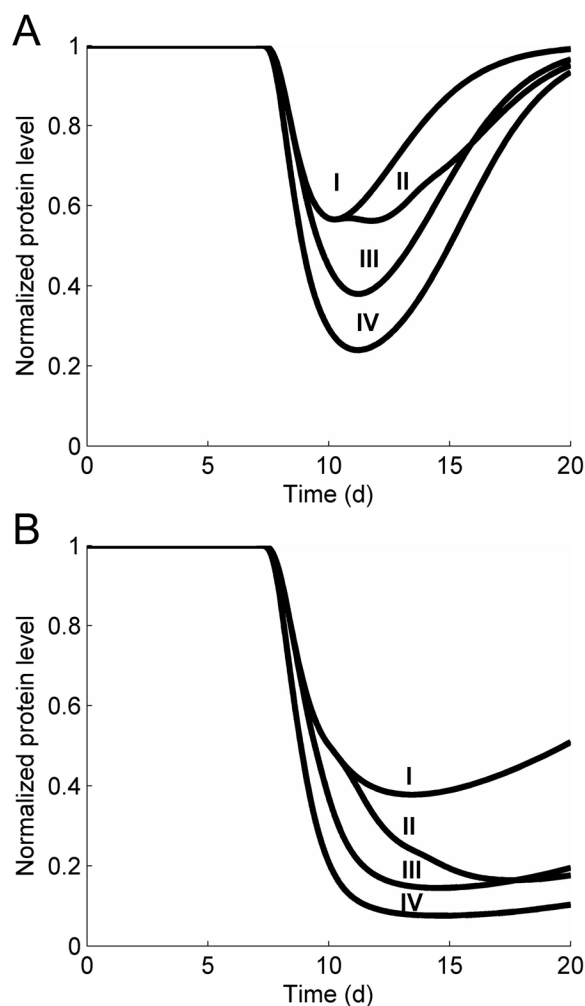 A
Normalized protein level
1
0.8
0.6
0.4
0.2
0
I
II
III
IV
0 5 10 15 20
Time (d)
B
Normalized protein level
1
0.8
0.6
0.4
0.2
0
I
II
III
IV
0 5 10 15 20
Time (d)